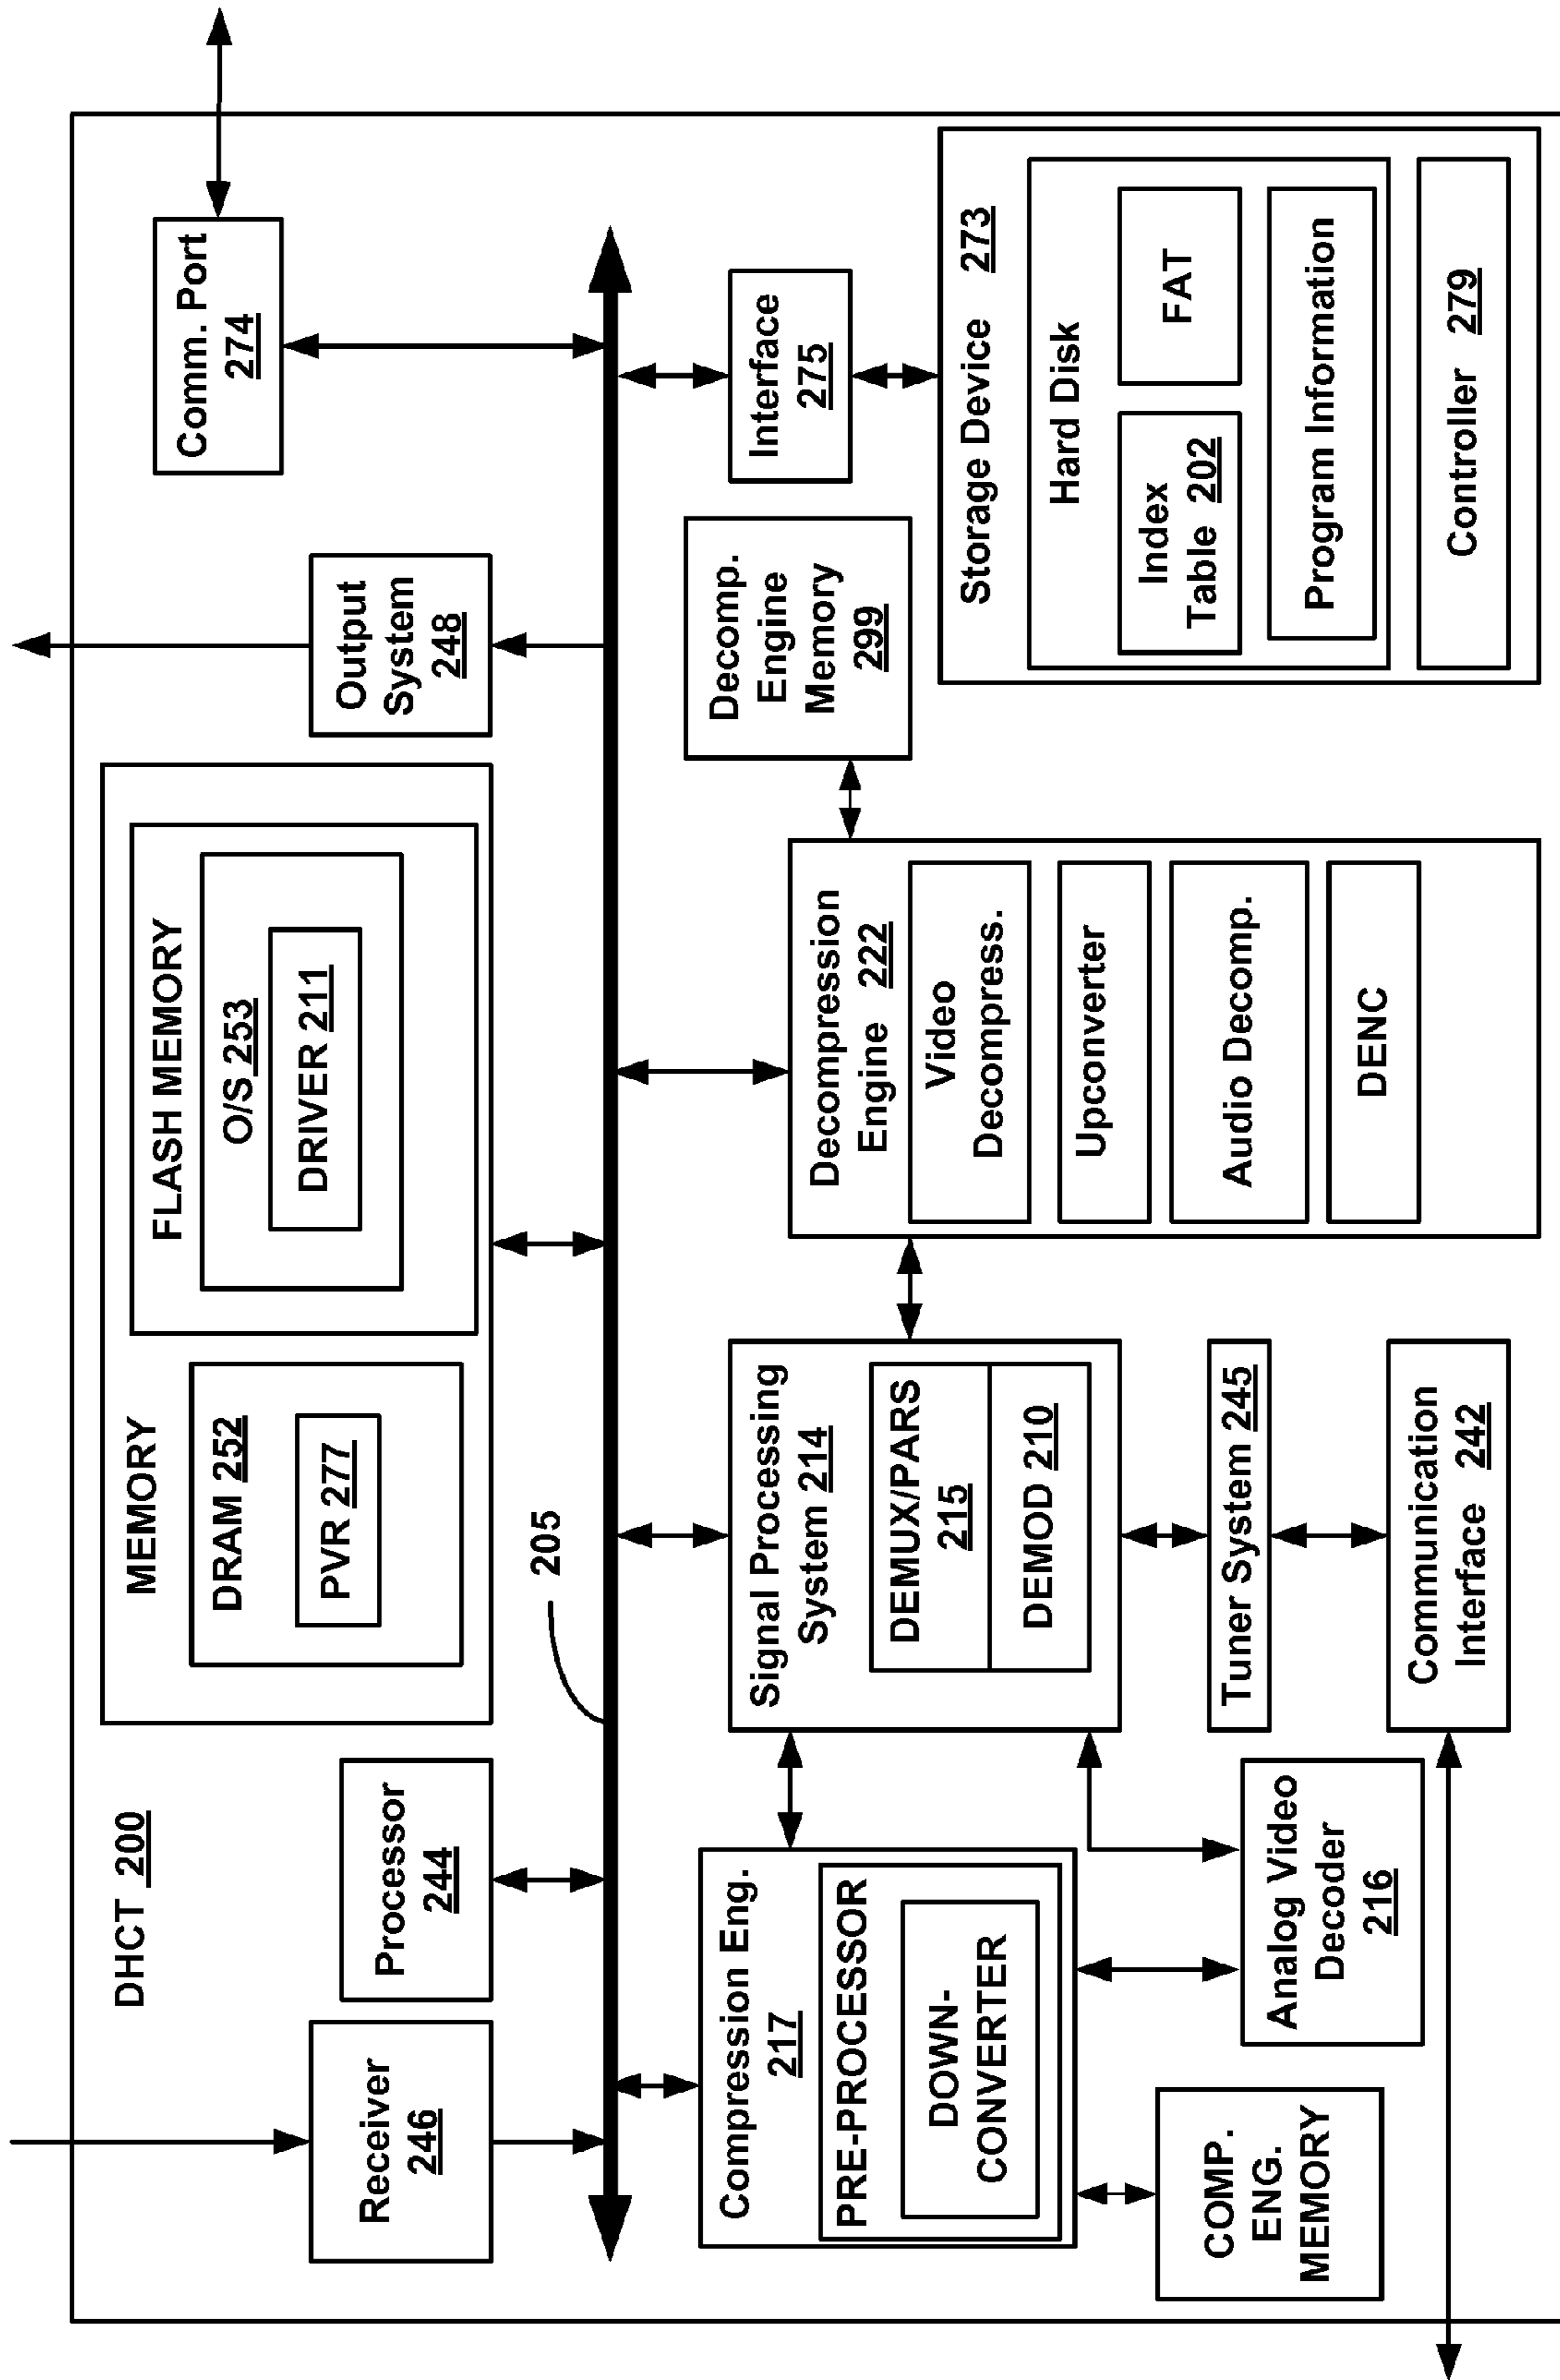 DHCT 200
Receiver
246
Processor
244
MEMORY
DRAM 252
PVR 277
FLASH MEMORY
O/S 253
DRIVER 211
Output
System
248
Comm. Port
274
205
Compression Eng.
217
PRE-PROCESSOR
DOWN-
CONVERTER
COMP.
ENG.
MEMORY
Analog Video
Decoder
216
Signal Processing
System 214
DEMUX/PARS
215
DEMOD 210
Tuner System 245
Communication
Interface 242
Decompression
Engine 222
Video
Decompress.
Upconverter
Audio Decomp.
DENC
Decomp.
Engine
Memory
299
Interface
275
Storage Device 273
Hard Disk
Index
Table 202
FAT
Program Information
Controller 279